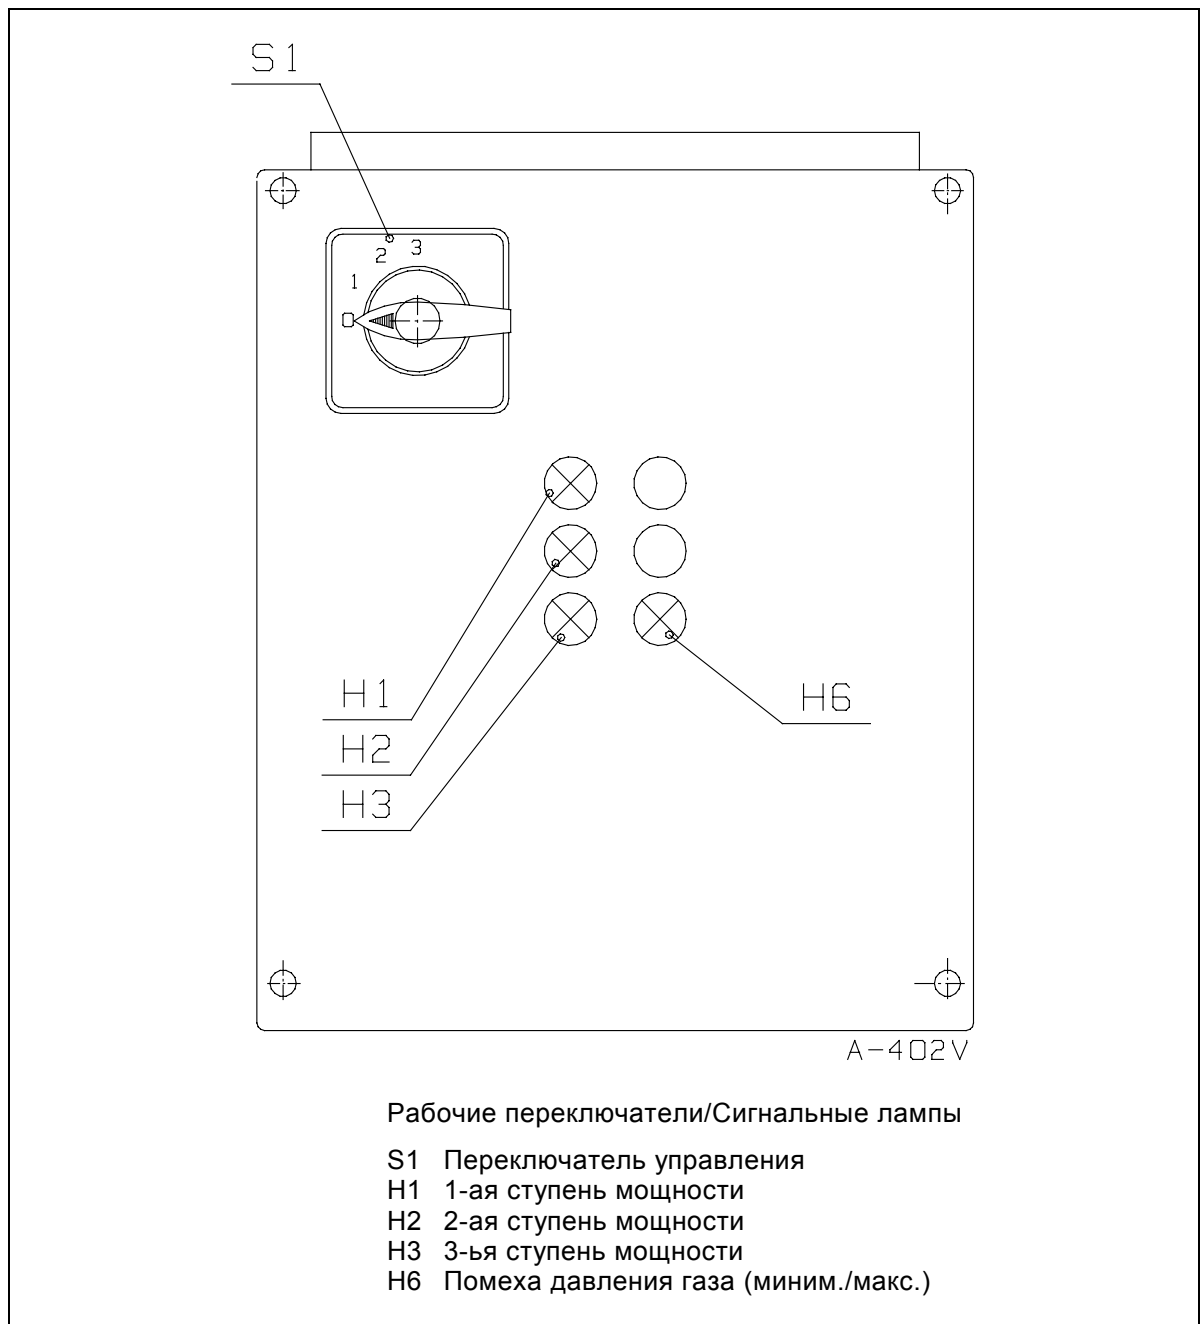 S1
3
2
1
0
H1
H6
H2
H3
A-402V
Рабочие переключатели/Сигнальные лампы
S1 Переключатель управления
H1 1-ая ступень мощности
H2 2-ая ступень мощности
H3 3-ья ступень мощности
H6 Помеха давления газа (миним./макс.)